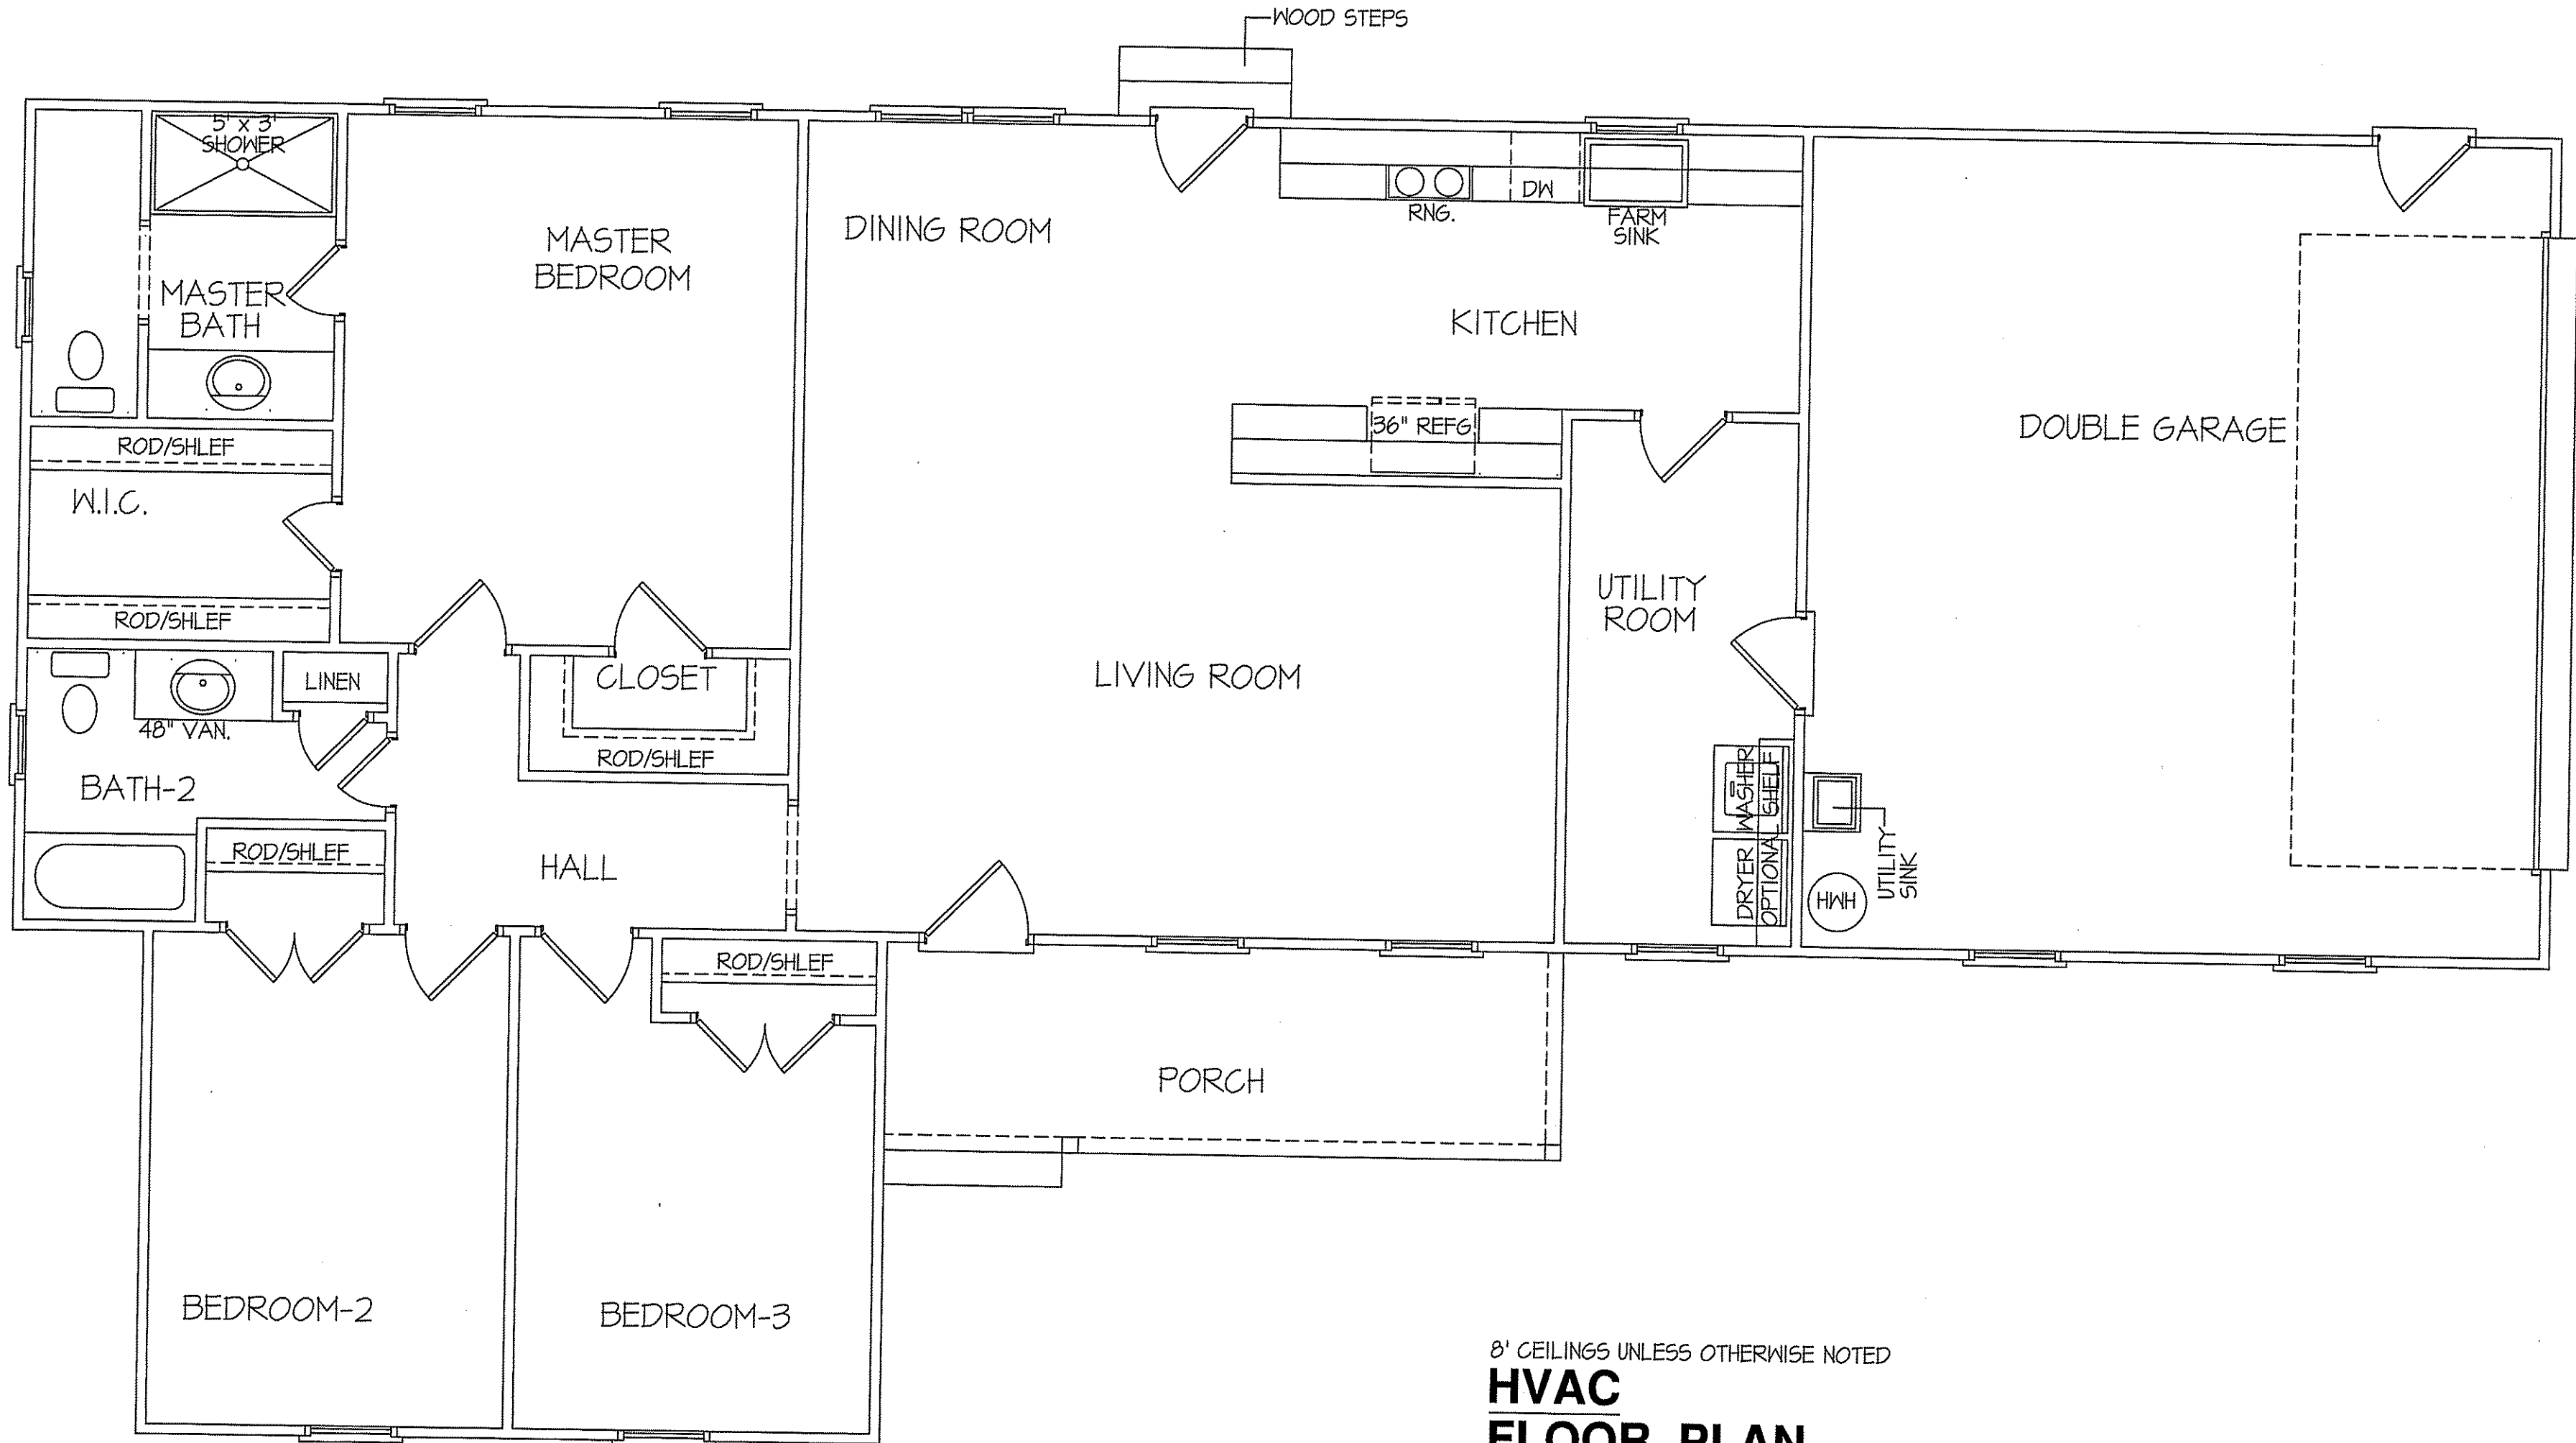 WOOD STEPS
5' x 3'
SHOWER
MASTER
BEDROOM
DINING ROOM
RNG.
DW
FARM
SINK
MASTER
BATH
KITCHEN
ROD/SHLEF
36" REFG
DOUBLE GARAGE
W.I.C.
ROD/SHLEF
UTILITY
ROOM
LINEN
CLOSET
LIVING ROOM
48" VAN.
ROD/SHLEF
BATH-2
WASHER
DRYER
OPTIONAL SHELF
UTILITY
SINK
HWH
ROD/SHLEF
HALL
ROD/SHLEF
PORCH
BEDROOM-2
BEDROOM-3
8' CEILINGS UNLESS OTHERWISE NOTED
HVAC
FLOOR PLAN